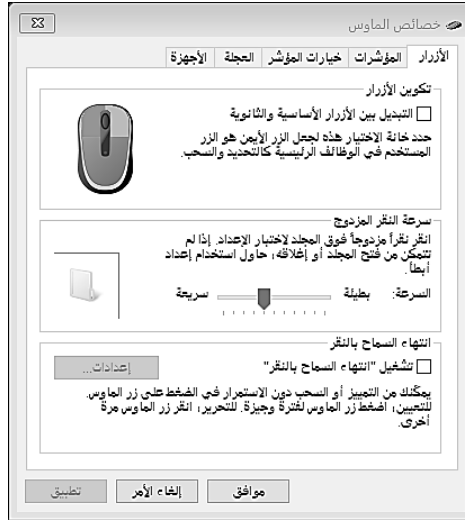 خصائص الماوس
الأزرار المؤشرات خيارات المؤشر العجلة الأجهزة
تكوين الأزرار
التبديل بين الأزرار الأساسية والثانوية
حدد خانة الاختيار هذه لجعل الزر الأيمن هو الزر
المستخدم في الوظائف الرئيسية كالتحديد والسحب.
سرعة النقر المزدوج
انقر نقراً مزدوجاً فوق المجلد لاختبار الإعداد. إذا لم
تتمكن من فتح المجلد أو إغلاقه، حاول استخدام إعداد
أبطأ.
السرعة: بطيئة سريعة
انتهاء السماح بالنقر
تشغيل "انتهاء السماح بالنقر" إعدادات...
يمكّنك من التمييز أو السحب دون الاستمرار في الضغط على زر الماوس.
للتعيين، اضغط زر الماوس لفترة وجيزة. للتحرير، انقر زر الماوس مرة
أخرى.
موافق إلغاء الأمر تطبيق